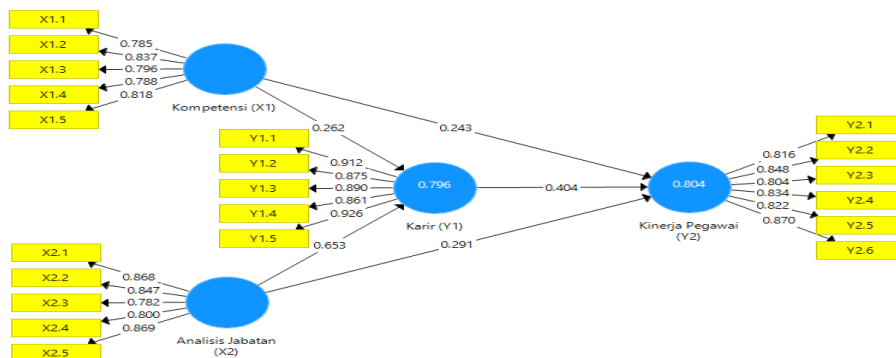 X1.1
X1.2
X1.3
X1.4
X1.5
0.785
0.837
0.796
0.788
0.818
Kompetensi (X1)
0.262
0.243
Y1.1
Y1.2
Y1.3
Y1.4
Y1.5
0.912
0.875
0.890
0.861
0.926
0.796
Karir (Y1)
0.404
0.804
Kinerja Pegawai
(Y2)
0.816
0.848
0.804
0.834
0.822
0.870
Y2.1
Y2.2
Y2.3
Y2.4
Y2.5
Y2.6
0.653
0.291
X2.1
X2.2
X2.3
X2.4
X2.5
0.868
0.847
0.782
0.800
0.869
Analisis Jabatan
(X2)